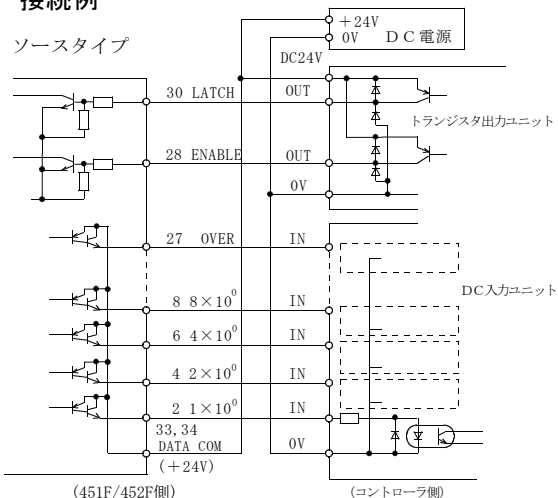 接続例
ソースタイプ
+24V
0V DC電源
DC24V
30 LATCH OUT
トランジスタ出力ユニット
28 ENABLE OUT
0V
27 OVER IN
DC入力ユニット
8 8×10⁰ IN
6 4×10⁰ IN
4 2×10⁰ IN
2 1×10⁰ IN
33,34
DATA COM 0V
(+24V)
(451F/452F側) (コントローラ側)